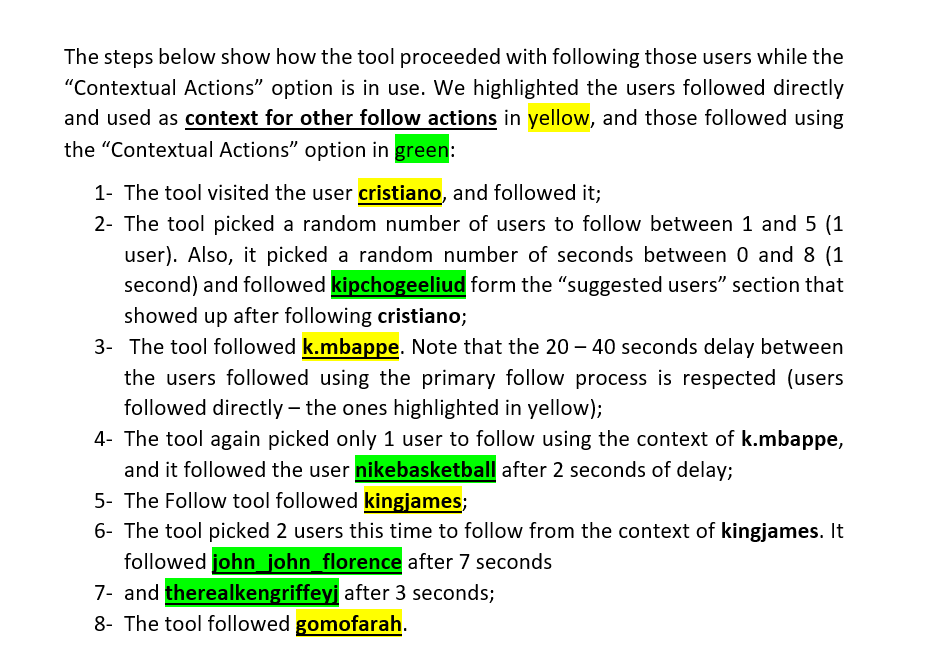 The steps below show how the tool proceeded with following those users while the
“Contextual Actions” option is in use. We highlighted the users followed directly
and used as context for other follow actions in yellow, and those followed using
the “Contextual Actions” option in green:
1- The tool visited the user cristiano, and followed it;
2- The tool picked a random number of users to follow between 1 and 5 (1
user). Also, it picked a random number of seconds between 0 and 8 (1
second) and followed kipchogeeliud form the “suggested users” section that
showed up after following cristiano;
3- The tool followed k.mbappe. Note that the 20 – 40 seconds delay between
the users followed using the primary follow process is respected (users
followed directly – the ones highlighted in yellow);
4- The tool again picked only 1 user to follow using the context of k.mbappe,
and it followed the user nikebasketball after 2 seconds of delay;
5- The Follow tool followed kingjames;
6- The tool picked 2 users this time to follow from the context of kingjames. It
followed john_john_florence after 7 seconds
7- and therealkengriffeyj after 3 seconds;
8- The tool followed gomofarah.